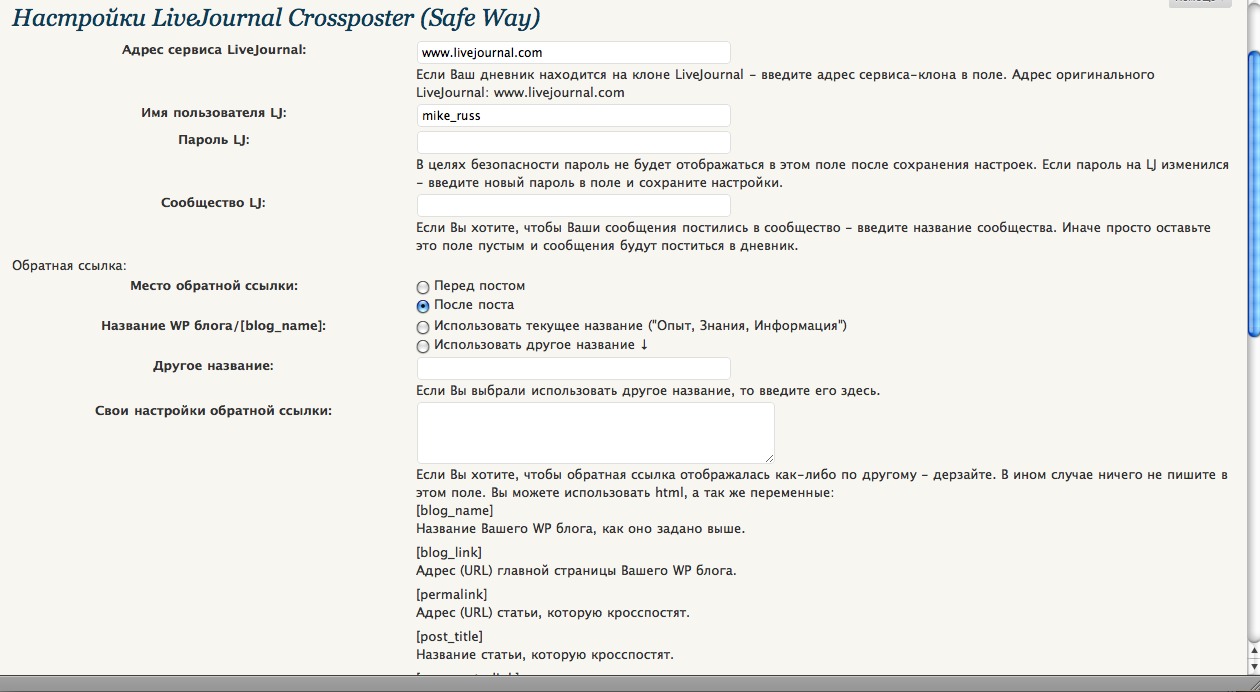 Настройки LiveJournal Crossposter (Safe Way)
Адрес сервиса LiveJournal:
www.livejournal.com
Если Ваш дневник находится на клоне LiveJournal – введите адрес сервиса-клона в поле. Адрес оригинального
LiveJournal: www.livejournal.com
Имя пользователя LJ:
mike_russ
Пароль LJ:
В целях безопасности пароль не будет отображаться в этом поле после сохранения настроек. Если пароль на LJ изменился
– введите новый пароль в поле и сохраните настройки.
Сообщество LJ:
Если Вы хотите, чтобы Ваши сообщения постились в сообщество – введите название сообщества. Иначе просто оставьте
это поле пустым и сообщения будут поститься в дневник.
Обратная ссылка:
Место обратной ссылки:
Перед постом
После поста
Название WP блога/[blog_name]:
Использовать текущее название ("Опыт, Знания, Информация")
Использовать другое название ↓
Другое название:
Если Вы выбрали использовать другое название, то введите его здесь.
Свои настройки обратной ссылки:
Если Вы хотите, чтобы обратная ссылка отображалась как-либо по другому – дерзайте. В ином случае ничего не пишите в
этом поле. Вы можете использовать html, а так же переменные:
[blog_name]
Название Вашего WP блога, как оно задано выше.
[blog_link]
Адрес (URL) главной страницы Вашего WP блога.
[permalink]
Адрес (URL) статьи, которую кросспостят.
[post_title]
Название статьи, которую кросспостят.